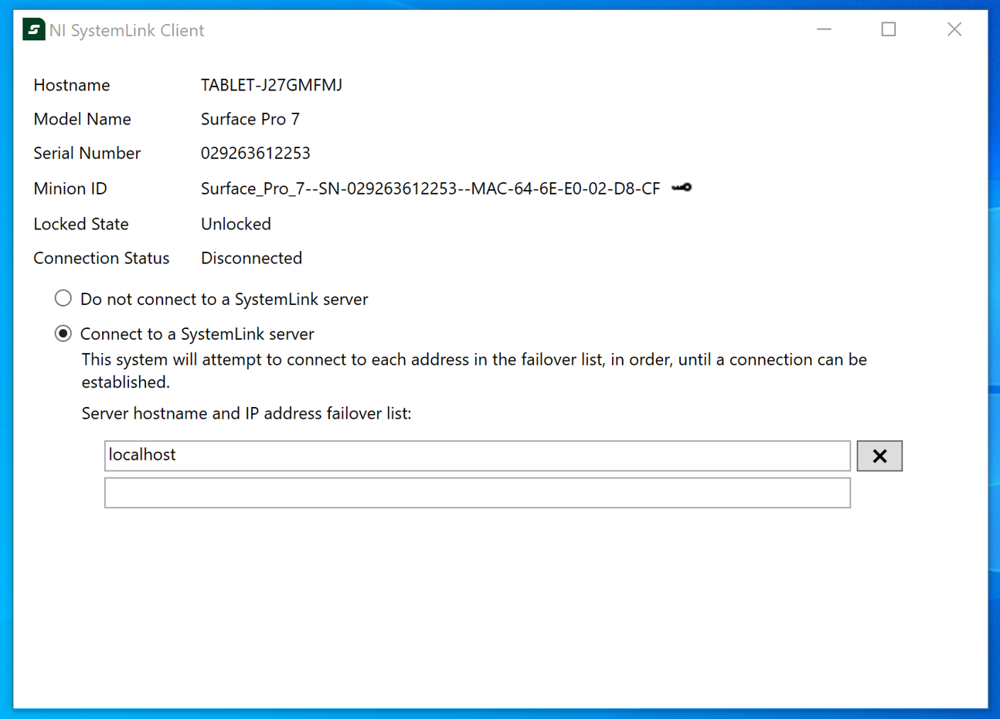 NI SystemLink Client
Hostname TABLET-J27GMFMJ
Model Name Surface Pro 7
Serial Number 029263612253
Minion ID Surface_Pro_7--SN-029263612253--MAC-64-6E-E0-02-D8-CF
Locked State Unlocked
Connection Status Disconnected
Do not connect to a SystemLink server
Connect to a SystemLink server
This system will attempt to connect to each address in the failover list, in order, until a connection can be
established.
Server hostname and IP address failover list:
localhost